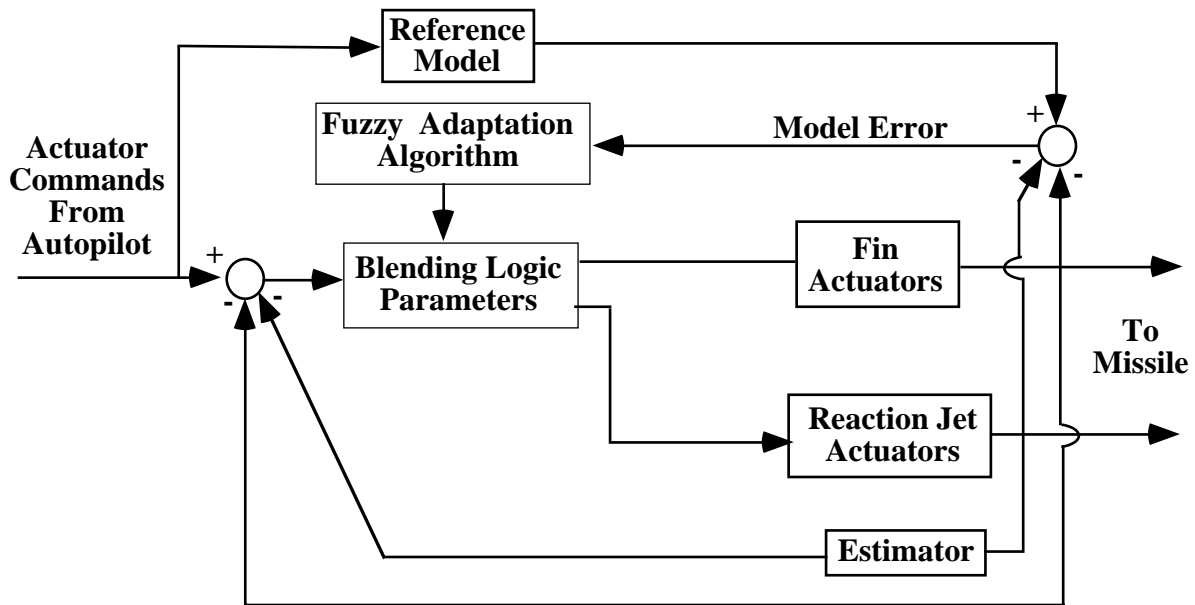 Reference
Model
Fuzzy Adaptation
Algorithm
Model Error
+
-
-
Actuator
Commands
From
Autopilot
+
-
-
Blending Logic
Parameters
Fin
Actuators
To
Missile
Reaction Jet
Actuators
Estimator